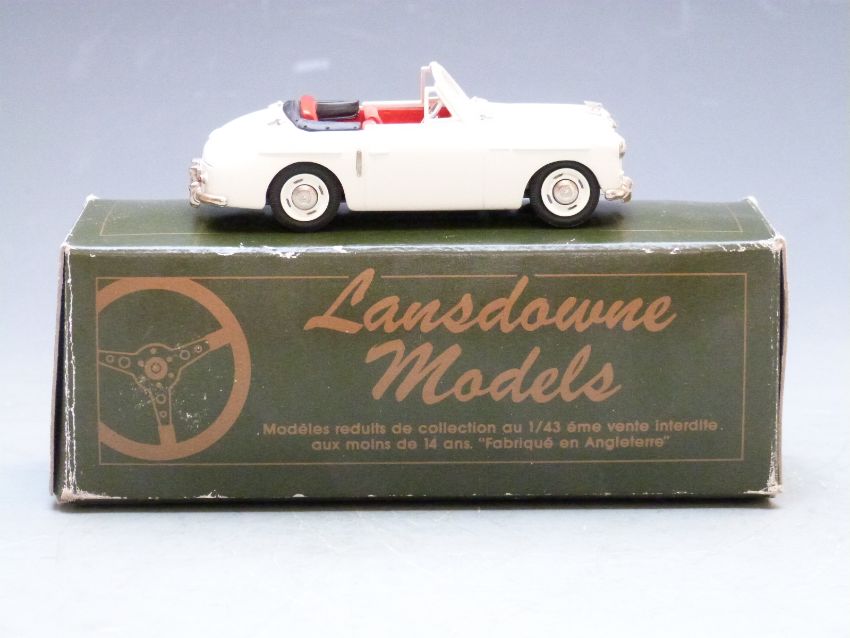 Lansdowne
Models
Modèles reduits de collection au 1/43 éme vente interdite.
aux moins de 14 ans. "Fabriqué en Angleterre"